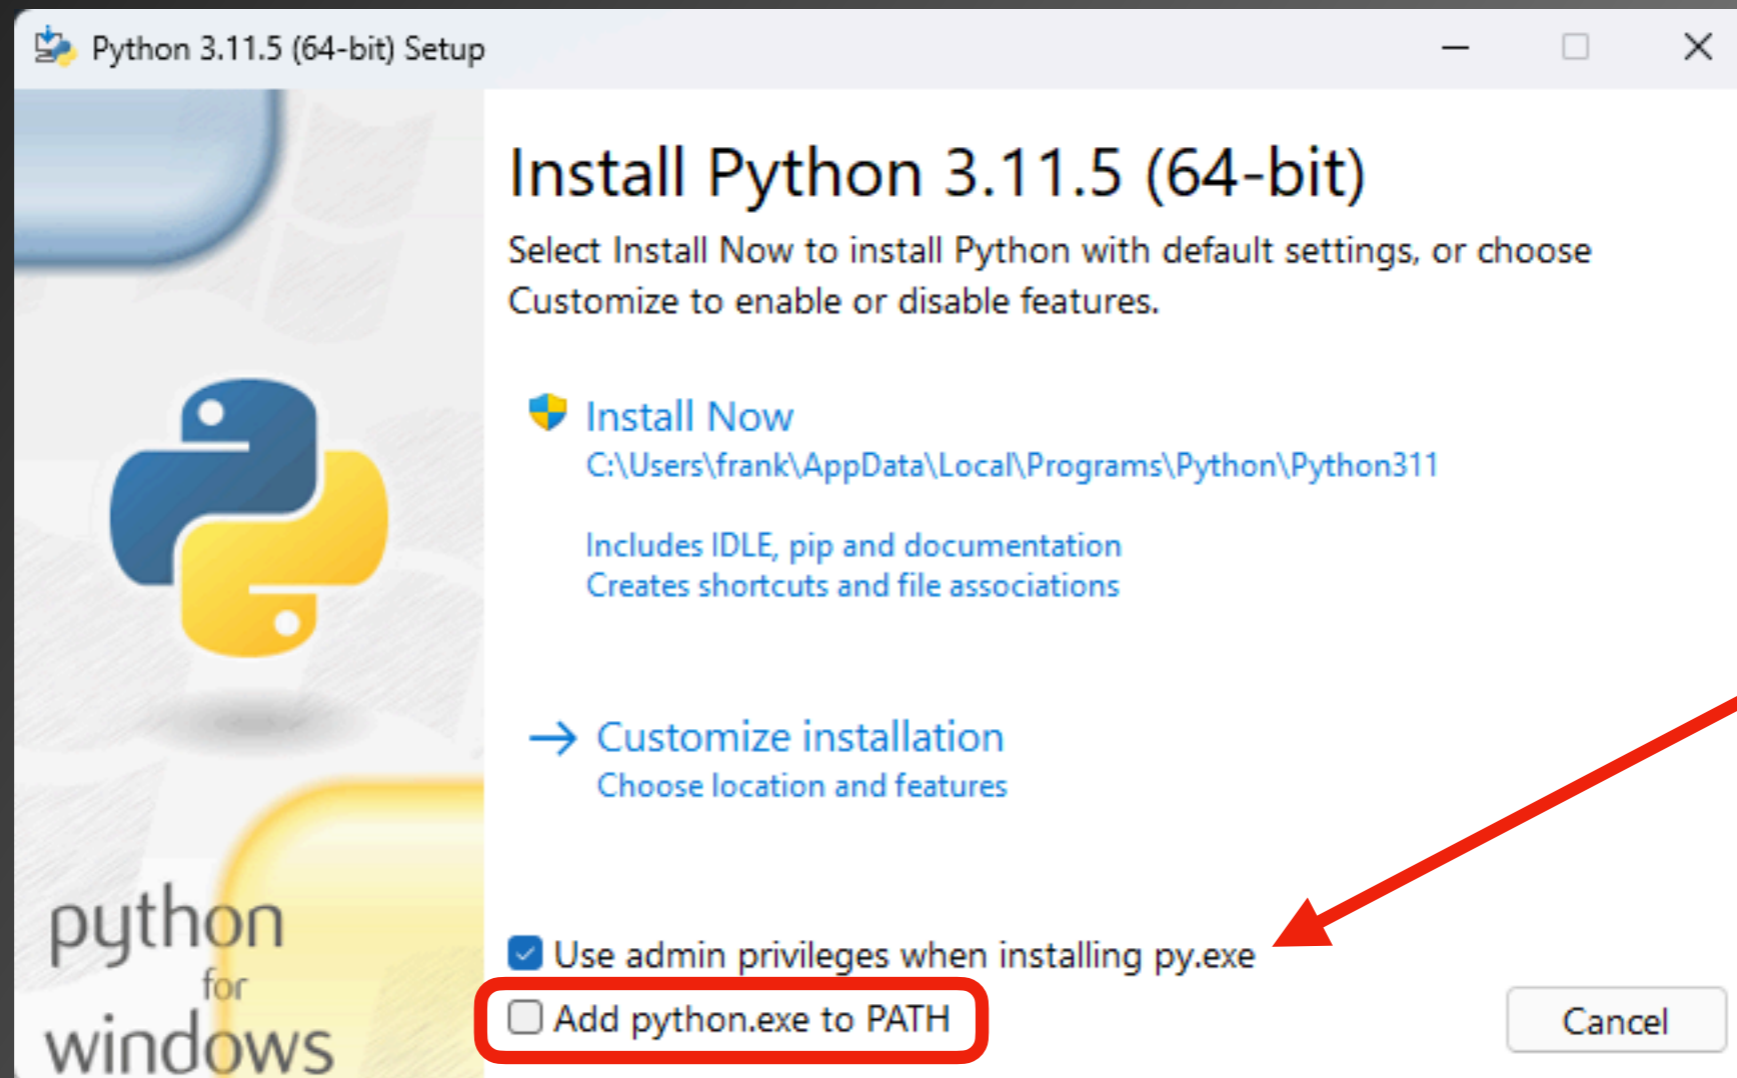 Python 3.11.5 (64-bit) Setup
Install Python 3.11.5 (64-bit)
Select Install Now to install Python with default settings, or choose
Customize to enable or disable features.
Install Now
C:\Users\frank\AppData\Local\Programs\Python\Python311
Includes IDLE, pip and documentation
Creates shortcuts and file associations
Customize installation
Choose location and features
Use admin privileges when installing py.exe
Add python.exe to PATH
Cancel
python
for
windows